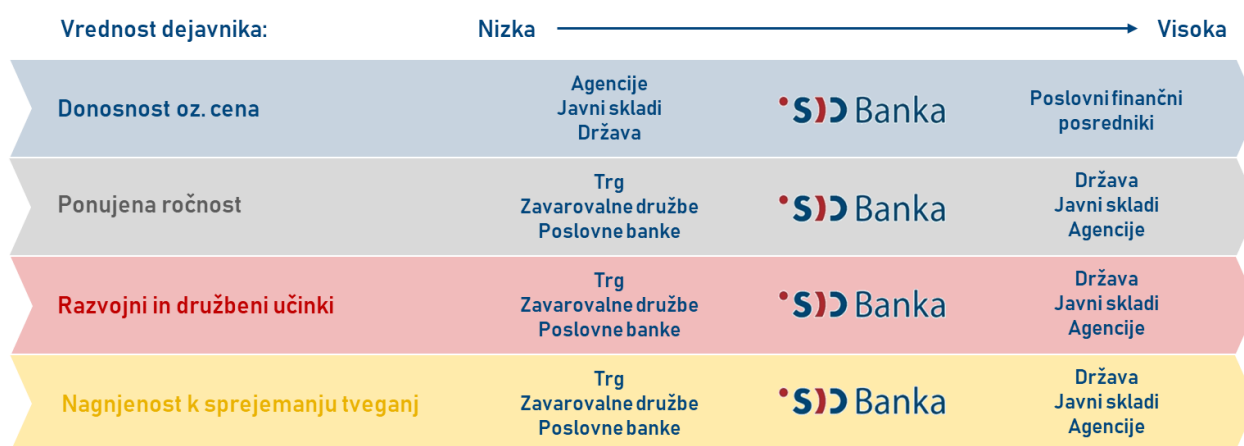 Vrednost dejavnika: Nizka Visoka
Donosnost oz. cena
Agencije
Javni skladi
Država
SID Banka
Poslovni finančni
posredniki
Ponujena ročnost
Trg
Zavarovalne družbe
Poslovne banke
SID Banka
Država
Javni skladi
Agencije
Razvojni in družbeni učinki
Trg
Zavarovalne družbe
Poslovne banke
SID Banka
Država
Javni skladi
Agencije
Nagnjenost k sprejemanju tveganj
Trg
Zavarovalne družbe
Poslovne banke
SID Banka
Država
Javni skladi
Agencije